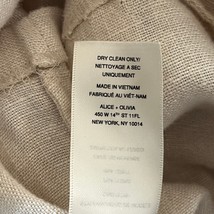 DRY CLEAN ONLY/
NETTOYAGE A SEC
UNIQUEMENT
MADE IN VIETNAM
FABRIQUÉ AU VIÊT-NAM
ALICE + OLIVIA
450 W 14TH ST 11FL
NEW YORK, NY 10014